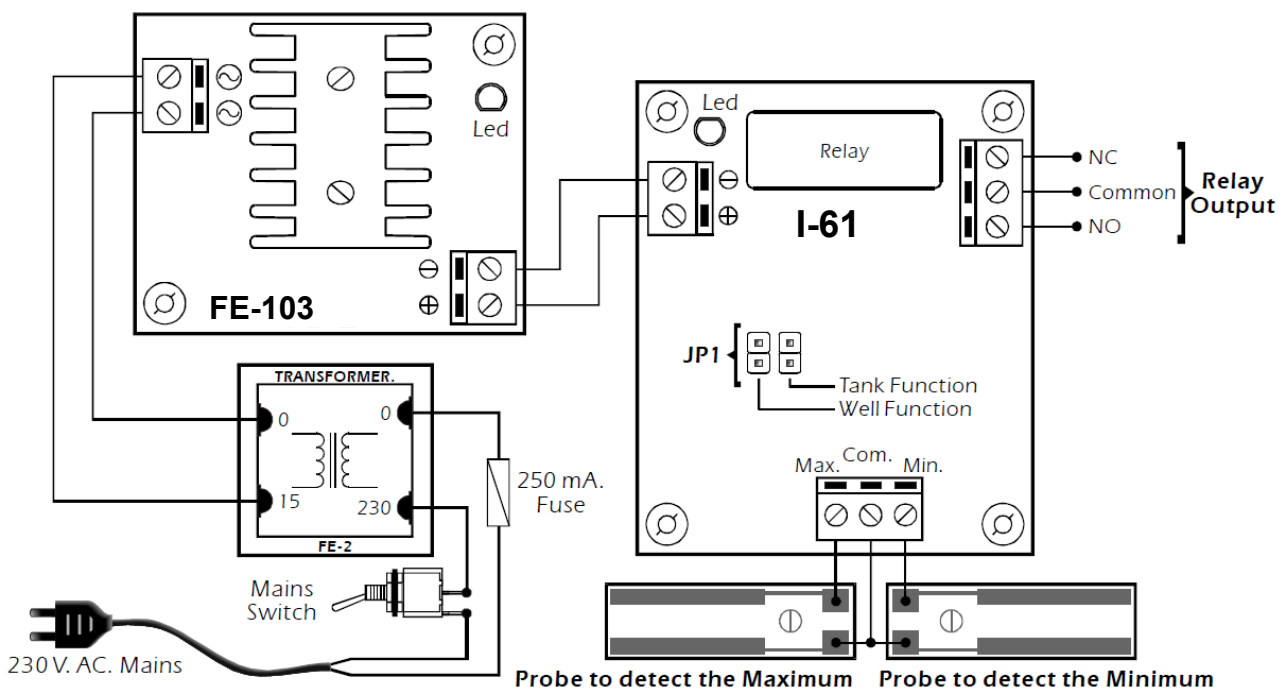 Led
FE-103
Led
Relay
I-61
NC
Common
NO
Relay
Output
JP1
Tank Function
Well Function
Max. Com. Min.
TRANSFORMER.
0 0
15 230
FE-2
250 mA.
Fuse
Mains
Switch
230 V. AC. Mains
Probe to detect the Maximum
Probe to detect the Minimum